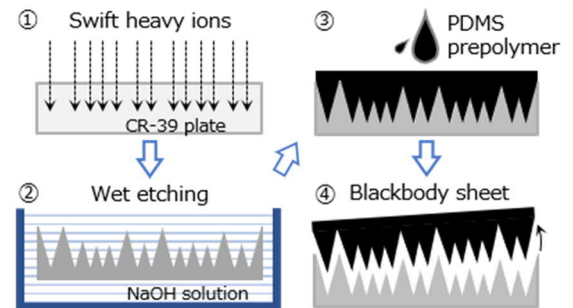 ① Swift heavy ions
CR-39 plate
② Wet etching
NaOH solution
③ PDMS
prepolymer
④ Blackbody sheet